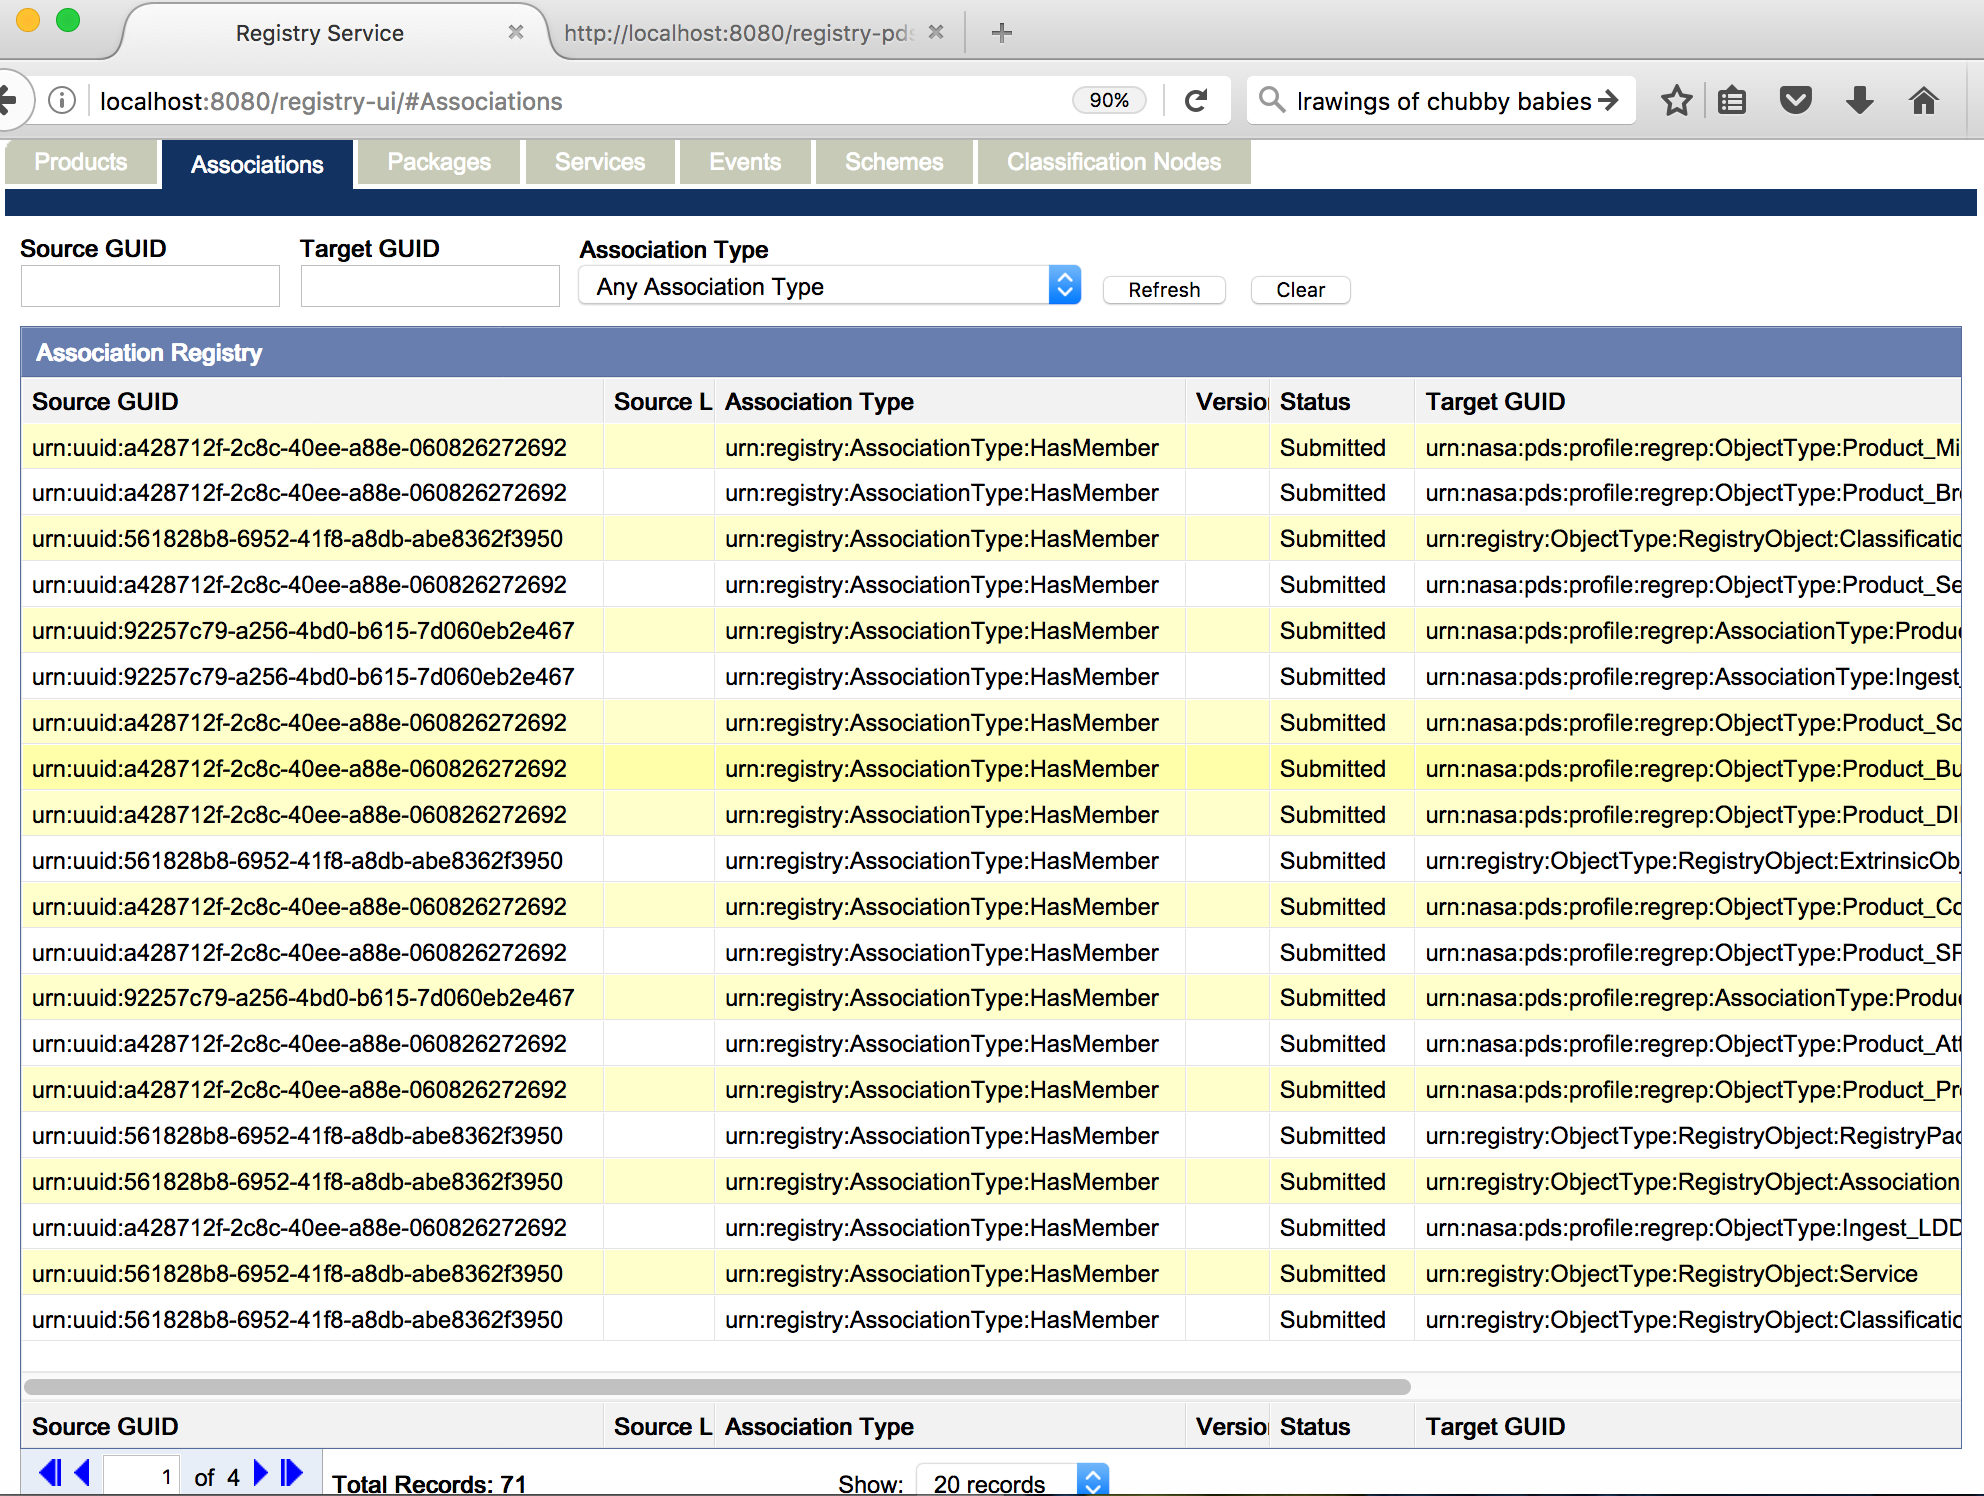 Registry Service
http://localhost:8080/registry-pds
localhost:8080/registry-ui/#Associations 90% lrawings of chubby babies
Products Associations Packages Services Events Schemes Classification Nodes
Source GUID Target GUID Association Type
Any Association Type Refresh Clear
Association Registry
Source GUID Source L Association Type Version Status Target GUID
urn:uuid:a428712f-2c8c-40ee-a88e-060826272692 urn:registry:AssociationType:HasMember Submitted urn:nasa:pds:profile:regrep:ObjectType:Product_Mi
urn:uuid:a428712f-2c8c-40ee-a88e-060826272692 urn:registry:AssociationType:HasMember Submitted urn:nasa:pds:profile:regrep:ObjectType:Product_Br
urn:uuid:561828b8-6952-41f8-a8db-abe8362f3950 urn:registry:AssociationType:HasMember Submitted urn:registry:ObjectType:RegistryObject:Classificatio
urn:uuid:a428712f-2c8c-40ee-a88e-060826272692 urn:registry:AssociationType:HasMember Submitted urn:nasa:pds:profile:regrep:ObjectType:Product_Se
urn:uuid:92257c79-a256-4bd0-b615-7d060eb2e467 urn:registry:AssociationType:HasMember Submitted urn:nasa:pds:profile:regrep:AssociationType:Produ
urn:uuid:92257c79-a256-4bd0-b615-7d060eb2e467 urn:registry:AssociationType:HasMember Submitted urn:nasa:pds:profile:regrep:AssociationType:Ingest_
urn:uuid:a428712f-2c8c-40ee-a88e-060826272692 urn:registry:AssociationType:HasMember Submitted urn:nasa:pds:profile:regrep:ObjectType:Product_So
urn:uuid:a428712f-2c8c-40ee-a88e-060826272692 urn:registry:AssociationType:HasMember Submitted urn:nasa:pds:profile:regrep:ObjectType:Product_Bu
urn:uuid:a428712f-2c8c-40ee-a88e-060826272692 urn:registry:AssociationType:HasMember Submitted urn:nasa:pds:profile:regrep:ObjectType:Product_DI
urn:uuid:561828b8-6952-41f8-a8db-abe8362f3950 urn:registry:AssociationType:HasMember Submitted urn:registry:ObjectType:RegistryObject:ExtrinsicOb
urn:uuid:a428712f-2c8c-40ee-a88e-060826272692 urn:registry:AssociationType:HasMember Submitted urn:nasa:pds:profile:regrep:ObjectType:Product_Co
urn:uuid:a428712f-2c8c-40ee-a88e-060826272692 urn:registry:AssociationType:HasMember Submitted urn:nasa:pds:profile:regrep:ObjectType:Product_SP
urn:uuid:92257c79-a256-4bd0-b615-7d060eb2e467 urn:registry:AssociationType:HasMember Submitted urn:nasa:pds:profile:regrep:AssociationType:Produ
urn:uuid:a428712f-2c8c-40ee-a88e-060826272692 urn:registry:AssociationType:HasMember Submitted urn:nasa:pds:profile:regrep:ObjectType:Product_Att
urn:uuid:a428712f-2c8c-40ee-a88e-060826272692 urn:registry:AssociationType:HasMember Submitted urn:nasa:pds:profile:regrep:ObjectType:Product_Pr
urn:uuid:561828b8-6952-41f8-a8db-abe8362f3950 urn:registry:AssociationType:HasMember Submitted urn:registry:ObjectType:RegistryObject:RegistryPac
urn:uuid:561828b8-6952-41f8-a8db-abe8362f3950 urn:registry:AssociationType:HasMember Submitted urn:registry:ObjectType:RegistryObject:Association
urn:uuid:a428712f-2c8c-40ee-a88e-060826272692 urn:registry:AssociationType:HasMember Submitted urn:nasa:pds:profile:regrep:ObjectType:Ingest_LDD
urn:uuid:561828b8-6952-41f8-a8db-abe8362f3950 urn:registry:AssociationType:HasMember Submitted urn:registry:ObjectType:RegistryObject:Service
urn:uuid:561828b8-6952-41f8-a8db-abe8362f3950 urn:registry:AssociationType:HasMember Submitted urn:registry:ObjectType:RegistryObject:Classificatio
Source GUID Source L Association Type Version Status Target GUID
1 of 4 Total Records: 71 Show: 20 records